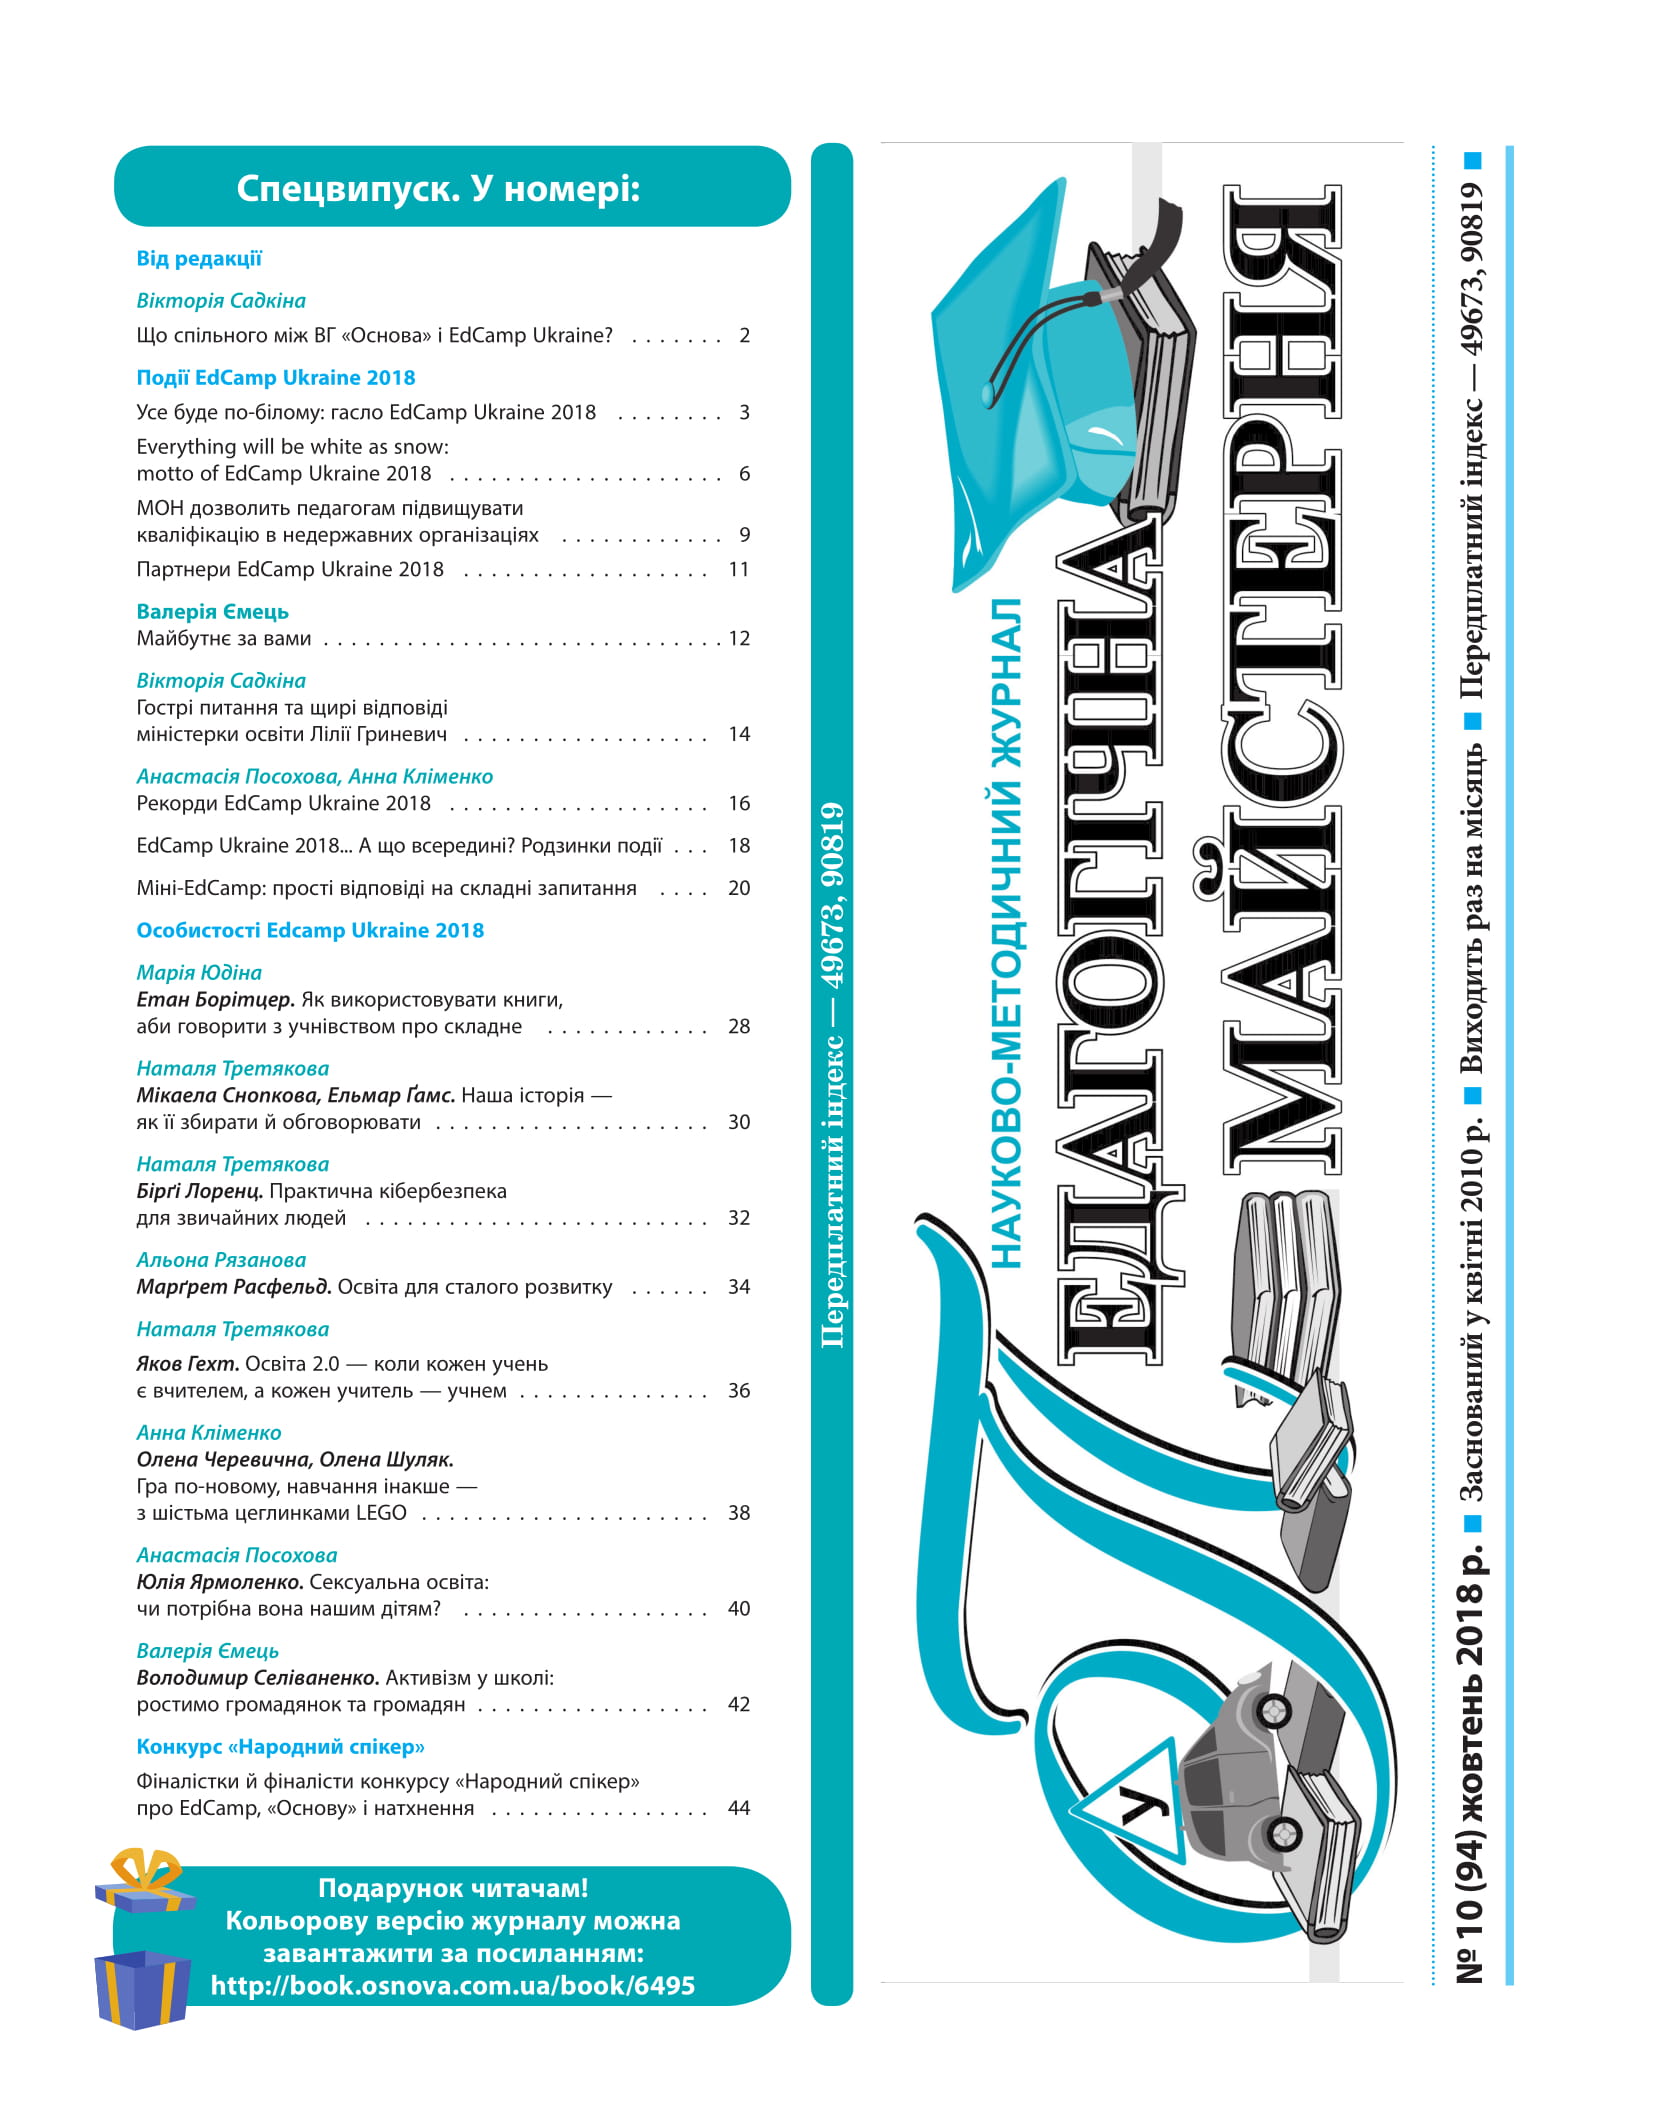 Спецвипуск. У номері:
Від редакції
Вікторія Садкіна
Що спільного між ВГ «Основа» і EdCamp Ukraine? . . . . . . . 2
Події EdCamp Ukraine 2018
Усе буде по-білому: гасло EdCamp Ukraine 2018 . . . . . . . . 3
Everything will be white as snow:
motto of EdCamp Ukraine 2018 . . . . . . . . . . . . . . . . . . . . 6
МОН дозволить педагогам підвищувати
кваліфікацію в недержавних організаціях . . . . . . . . . . . . 9
Партнери EdCamp Ukraine 2018 . . . . . . . . . . . . . . . . . . 11
Валерія Ємець
Майбутнє за вами . . . . . . . . . . . . . . . . . . . . . . . . . . . . . 12
Вікторія Садкіна
Гострі питання та щирі відповіді
міністерки освіти Лілії Гриневич . . . . . . . . . . . . . . . . . . 14
Анастасія Посохова, Анна Кліменко
Рекорди EdCamp Ukraine 2018 . . . . . . . . . . . . . . . . . . . 16
EdCamp Ukraine 2018... А що всередині? Родзинки події . . . 18
Міні-EdCamp: прості відповіді на складні запитання . . . . 20
Особистості Edcamp Ukraine 2018
Марія Юдіна
Етан Борітцер. Як використовувати книги,
аби говорити з учнівством про складне . . . . . . . . . . . . 28
Наталя Третякова
Мікаела Снопкова, Ельмар Ґамс. Наша історія —
як її збирати й обговорювати . . . . . . . . . . . . . . . . . . . . 30
Наталя Третякова
Бірґі Лоренц. Практична кібербезпека
для звичайних людей . . . . . . . . . . . . . . . . . . . . . . . . . 32
Альона Рязанова
Марґрет Расфельд. Освіта для сталого розвитку . . . . . . 34
Наталя Третякова
Яков Гехт. Освіта 2.0 — коли кожен учень
є вчителем, а кожен учитель — учнем . . . . . . . . . . . . . . 36
Анна Кліменко
Олена Черевична, Олена Шуляк.
Гра по-новому, навчання інакше —
з шістьма цеглинками LEGO . . . . . . . . . . . . . . . . . . . . . 38
Анастасія Посохова
Юлія Ярмоленко. Сексуальна освіта:
чи потрібна вона нашим дітям? . . . . . . . . . . . . . . . . . . 40
Валерія Ємець
Володимир Селіваненко. Активізм у школі:
ростимо громадянок та громадян . . . . . . . . . . . . . . . . . 42
Конкурс «Народний спікер»
Фіналістки й фіналісти конкурсу «Народний спікер»
про EdCamp, «Основу» і натхнення . . . . . . . . . . . . . . . . 44
Подарунок читачам!
Кольорову версію журналу можна
завантажити за посиланням:
http://book.osnova.com.ua/book/6495
Передплатний індекс — 49673, 90819
НАУКОВО-МЕТОДИЧНИЙ ЖУРНАЛ
ПЕДАГОГІЧНА
МАЙСТЕРНЯ
У
№ 10 (94) жовтень 2018 р. ■ Заснований у квітні 2010 р. ■ Виходить раз на місяць ■ Передплатний індекс — 49673, 90819 ■